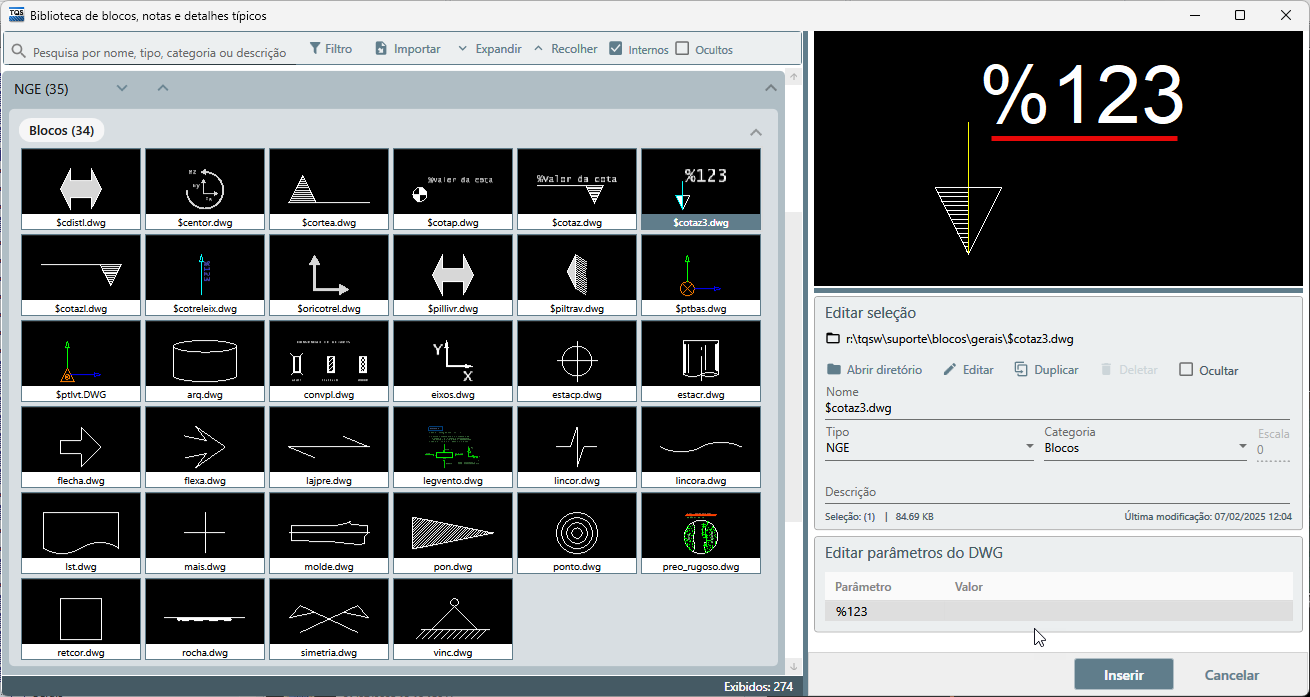 TQS Biblioteca de blocos, notas e detalhes típicos
Pesquisa por nome, tipo, categoria ou descrição
Filtro Importar Expandir Recolher Internos Ocultos
NGE (35)
Blocos (34)
%valor da cota %Valor da cota %123
$cdistl.dwg $centor.dwg $cortea.dwg $cotap.dwg $cotaz.dwg $cotaz3.dwg
$cotazl.dwg $cotreleix.dwg $oricotrel.dwg $pillivr.dwg $piltrav.dwg $ptbas.dwg
Y
X
$ptlvt.DWG arq.dwg convpl.dwg eixos.dwg estacp.dwg estacr.dwg
flecha.dwg flexa.dwg lajpre.dwg legvento.dwg lincor.dwg lincora.dwg
lst.dwg mais.dwg molde.dwg pon.dwg ponto.dwg preo_rugoso.dwg
retcor.dwg rocha.dwg simetria.dwg vinc.dwg
Exibidos: 274
%123
Editar seleção
r:\tqsw\suporte\blocos\gerais\$cotaz3.dwg
Abrir diretório Editar Duplicar Deletar Ocultar
Nome
$cotaz3.dwg
Tipo Categoria Escala
NGE Blocos 0
Descrição
Seleção: (1) | 84.69 KB Última modificação: 07/02/2025 12:04
Editar parâmetros do DWG
Parâmetro Valor
%123
Inserir Cancelar